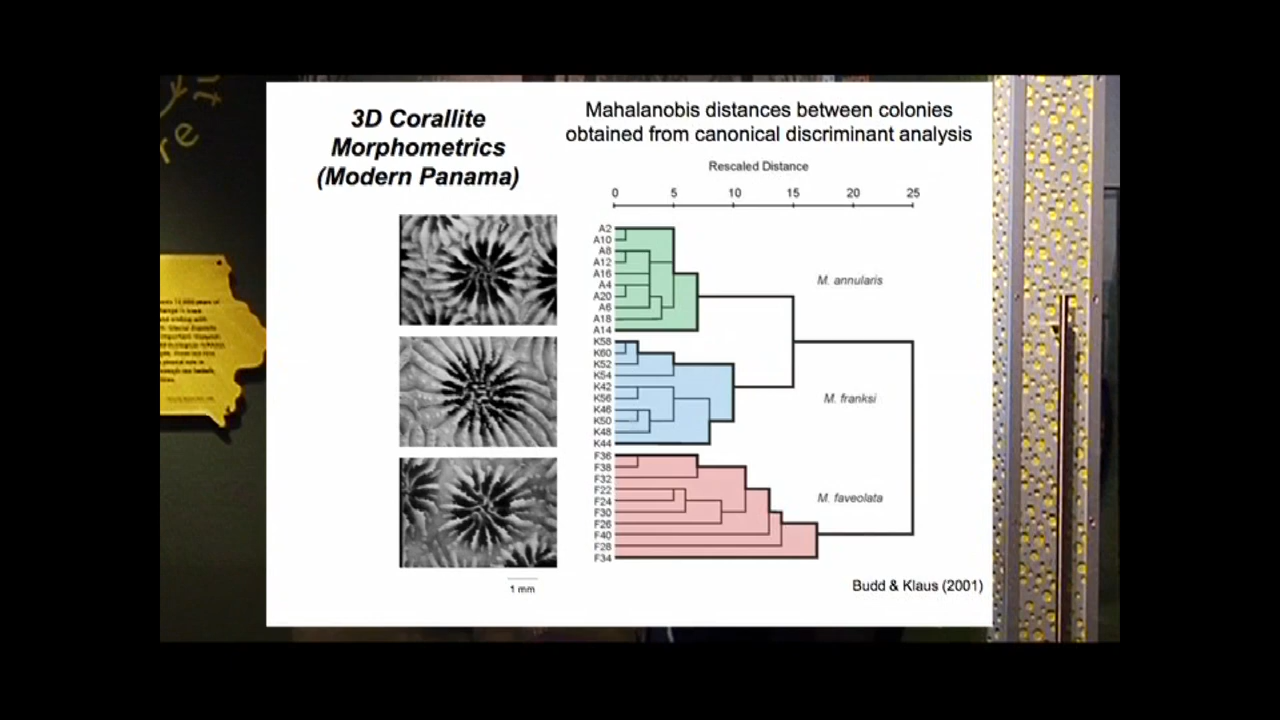 3D Corallite
Morphometrics
(Modern Panama)
Mahalanobis distances between colonies
obtained from canonical discriminant analysis
Rescaled Distance
0 5 10 15 20 25
A2
A10
A8
A12
A16
A4
A20
A6
A18
A14
K58
K60
K52
K54
K42
K56
K46
K50
K48
K44
F36
F38
F32
F22
F24
F30
F26
F40
F28
F34
M. annularis
M. franksi
M. faveolata
1 mm
Budd & Klaus (2001)